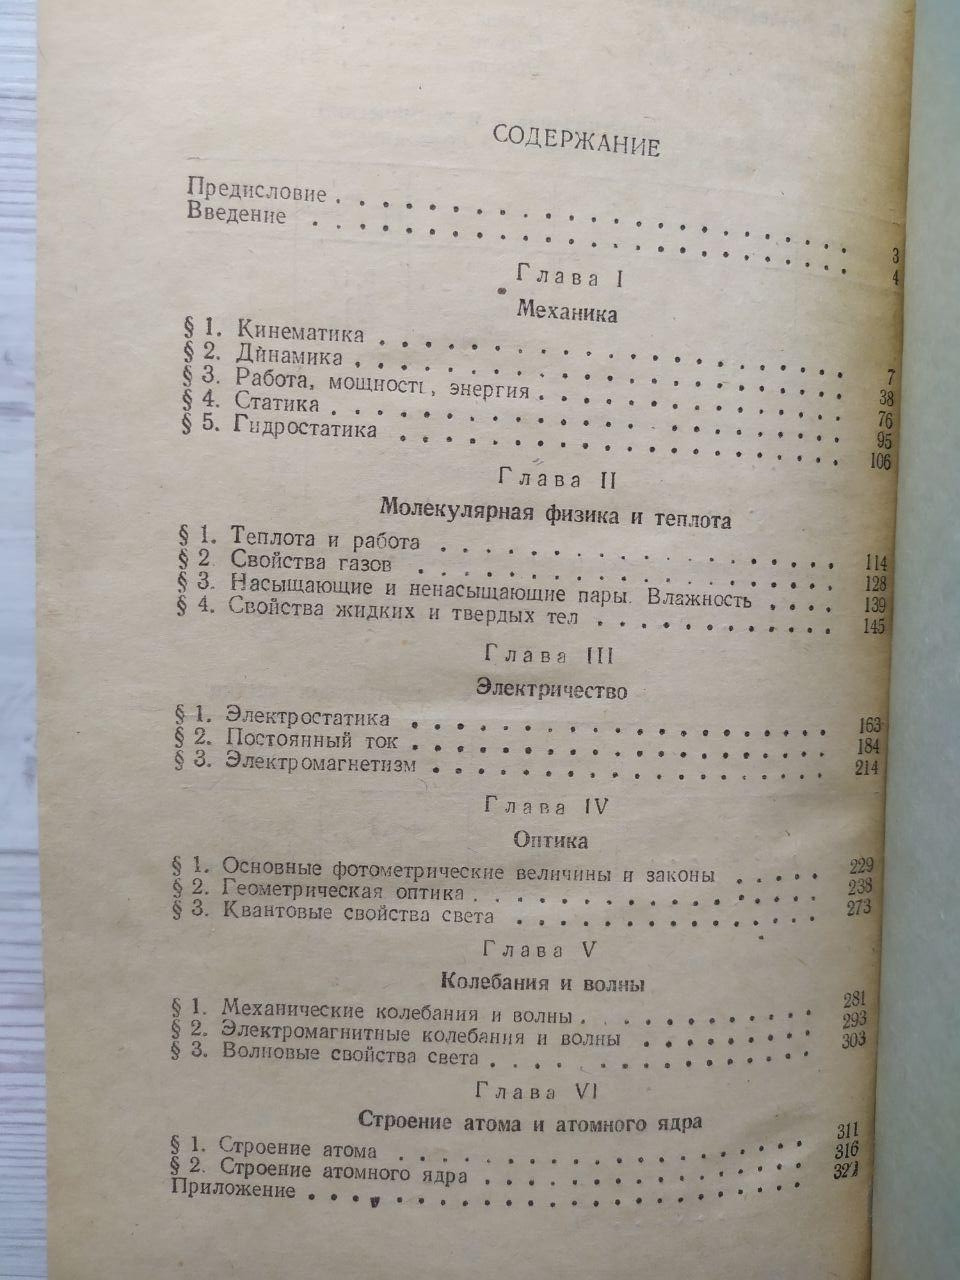 СОДЕРЖАНИЕ
Предисловие . . . . . . . . . . . . . . . . . . . . . . . . . . . 3
Введение . . . . . . . . . . . . . . . . . . . . . . . . . . . . 4
Глава I
Механика
§ 1. Кинематика . . . . . . . . . . . . . . . . . . . . . 7
§ 2. Динамика . . . . . . . . . . . . . . . . . . . . . . 38
§ 3. Работа, мощность, энергия . . . . . . . . . . . . . . 76
§ 4. Статика . . . . . . . . . . . . . . . . . . . . . . . 95
§ 5. Гидростатика . . . . . . . . . . . . . . . . . . . . 106
Глава II
Молекулярная физика и теплота
§ 1. Теплота и работа . . . . . . . . . . . . . . . . . . 114
§ 2 Свойства газов . . . . . . . . . . . . . . . . . . . 128
§ 3. Насыщающие и ненасыщающие пары. Влажность . . . . 139
§ 4. Свойства жидких и твердых тел . . . . . . . . . . . 145
Глава III
Электричество
§ 1. Электростатика . . . . . . . . . . . . . . . . . . . 163
§ 2. Постоянный ток . . . . . . . . . . . . . . . . . . . 184
§ 3. Электромагнетизм . . . . . . . . . . . . . . . . . . 214
Глава IV
Оптика
§ 1. Основные фотометрические величины и законы . . . . . 229
§ 2. Геометрическая оптика . . . . . . . . . . . . . . . 238
§ 3. Квантовые свойства света . . . . . . . . . . . . . . 273
Глава V
Колебания и волны
§ 1. Механические колебания и волны . . . . . . . . . . . 281
§ 2. Электромагнитные колебания и волны . . . . . . . . 293
§ 3. Волновые свойства света . . . . . . . . . . . . . . 303
Глава VI
Строение атома и атомного ядра
§ 1. Строение атома . . . . . . . . . . . . . . . . . . . 311
§ 2. Строение атомного ядра . . . . . . . . . . . . . . . 316
Приложение . . . . . . . . . . . . . . . . . . . . . . .